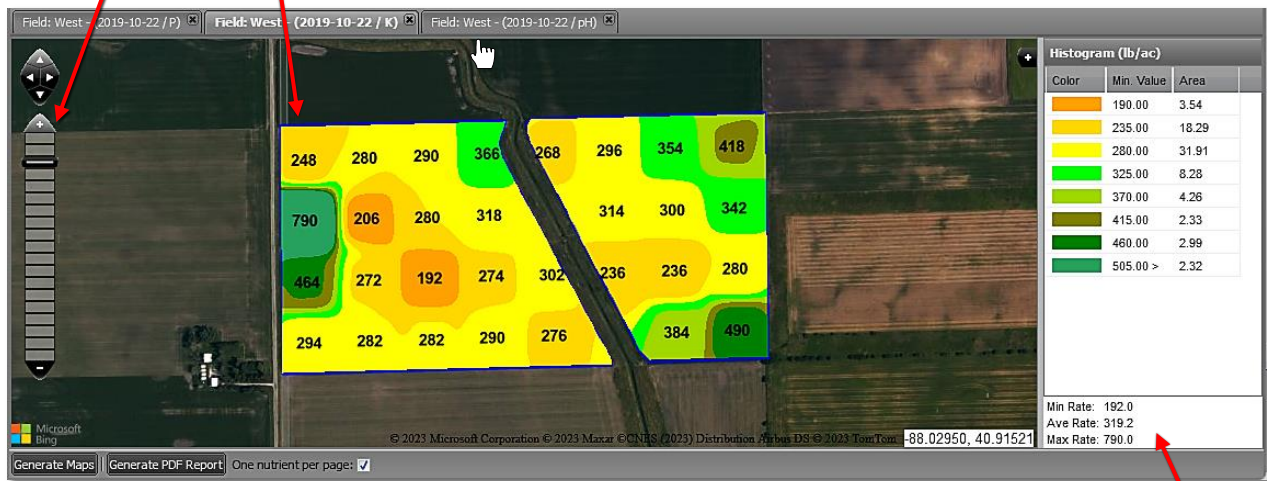 Field: West - (2019-10-22 / P) Field: West - (2019-10-22 / K) Field: West - (2019-10-22 / pH)
Histogram (lb/ac)
Color Min. Value Area
190.00 3.54
235.00 18.29
280.00 31.91
325.00 8.28
370.00 4.26
415.00 2.33
460.00 2.99
505.00 > 2.32
248 280 290 366 268 296 354 418
790 206 280 318 314 300 342
464 272 192 274 302 236 236 280
294 282 282 290 276 384 490
Min Rate: 192.0
Ave Rate: 319.2
Max Rate: 790.0
Microsoft
Bing
© 2023 Microsoft Corporation © 2023 Maxar ©CNES (2023) Distribution Airbus DS © 2023 TomTom
-88.02950, 40.91521
Generate Maps Generate PDF Report One nutrient per page: